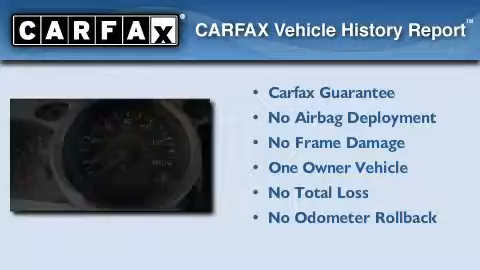 CARFAX® CARFAX Vehicle History Report™
• Carfax Guarantee
• No Airbag Deployment
• No Frame Damage
• One Owner Vehicle
• No Total Loss
• No Odometer Rollback